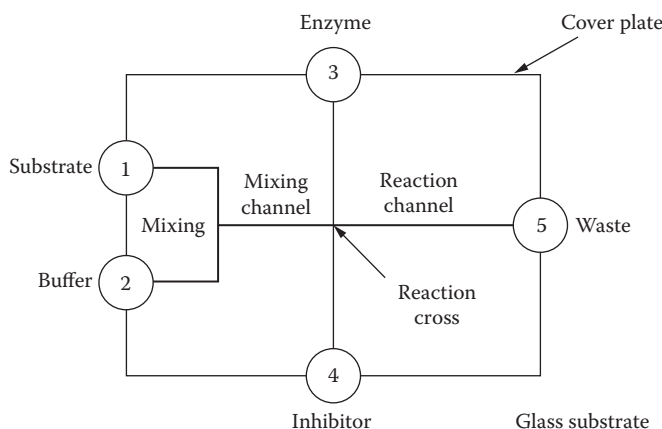 Enzyme
Cover plate
3
Substrate
1
Mixing
channel
Reaction
channel
Mixing
5
Waste
Buffer
2
Reaction
cross
4
Inhibitor
Glass substrate